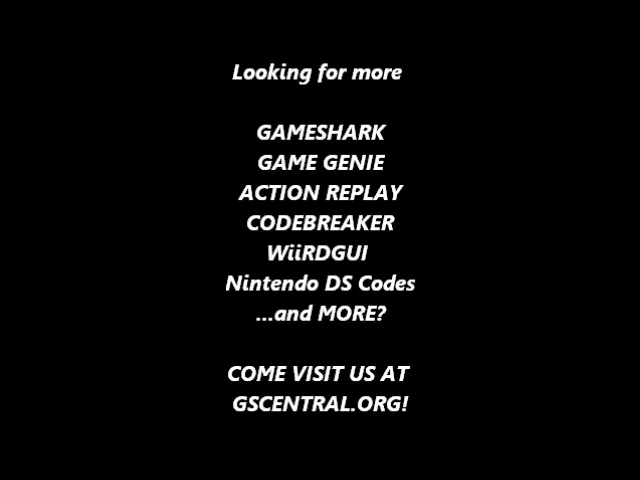 Looking for more
GAMESHARK
GAME GENIE
ACTION REPLAY
CODEBREAKER
WiiRDGUI
Nintendo DS Codes
...and MORE?
COME VISIT US AT
GSCENTRAL.ORG!